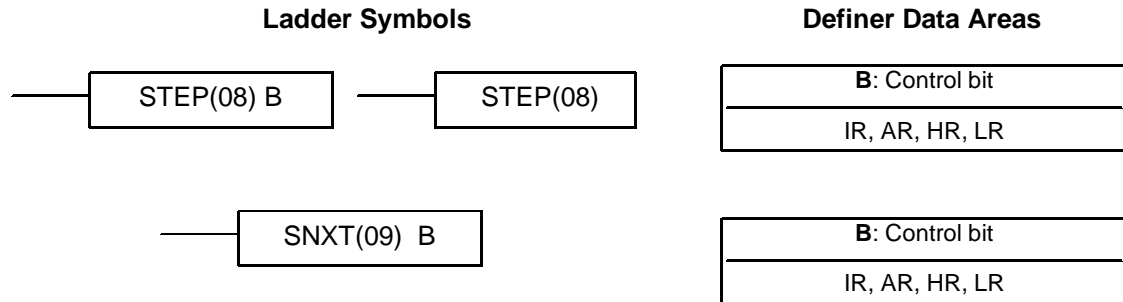 Ladder Symbols
Definer Data Areas
STEP(08) B
STEP(08)
B: Control bit
IR, AR, HR, LR
SNXT(09) B
B: Control bit
IR, AR, HR, LR